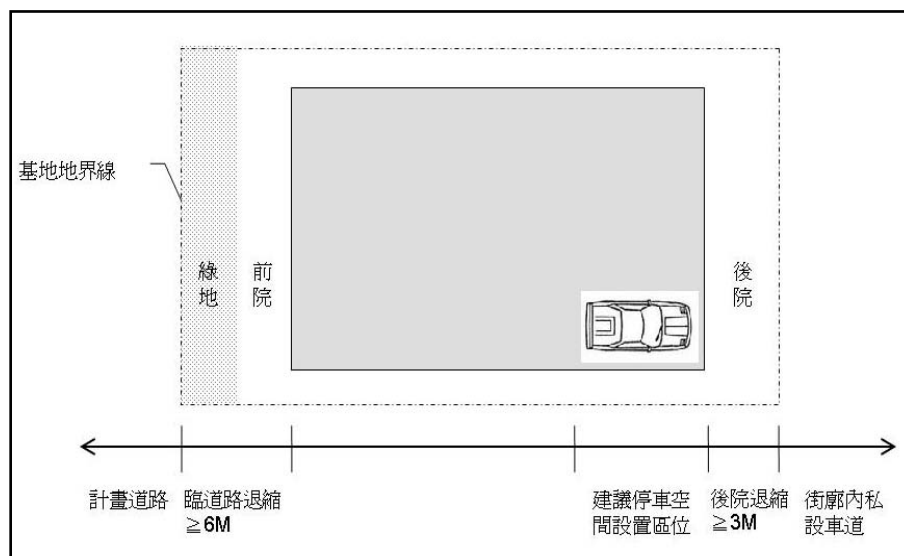 基地地界線
綠
地
前
院
後
院
計畫道路
臨道路退縮
≧6M
建議停車空
間設置區位
後院退縮
≧3M
街廓內私
設車道